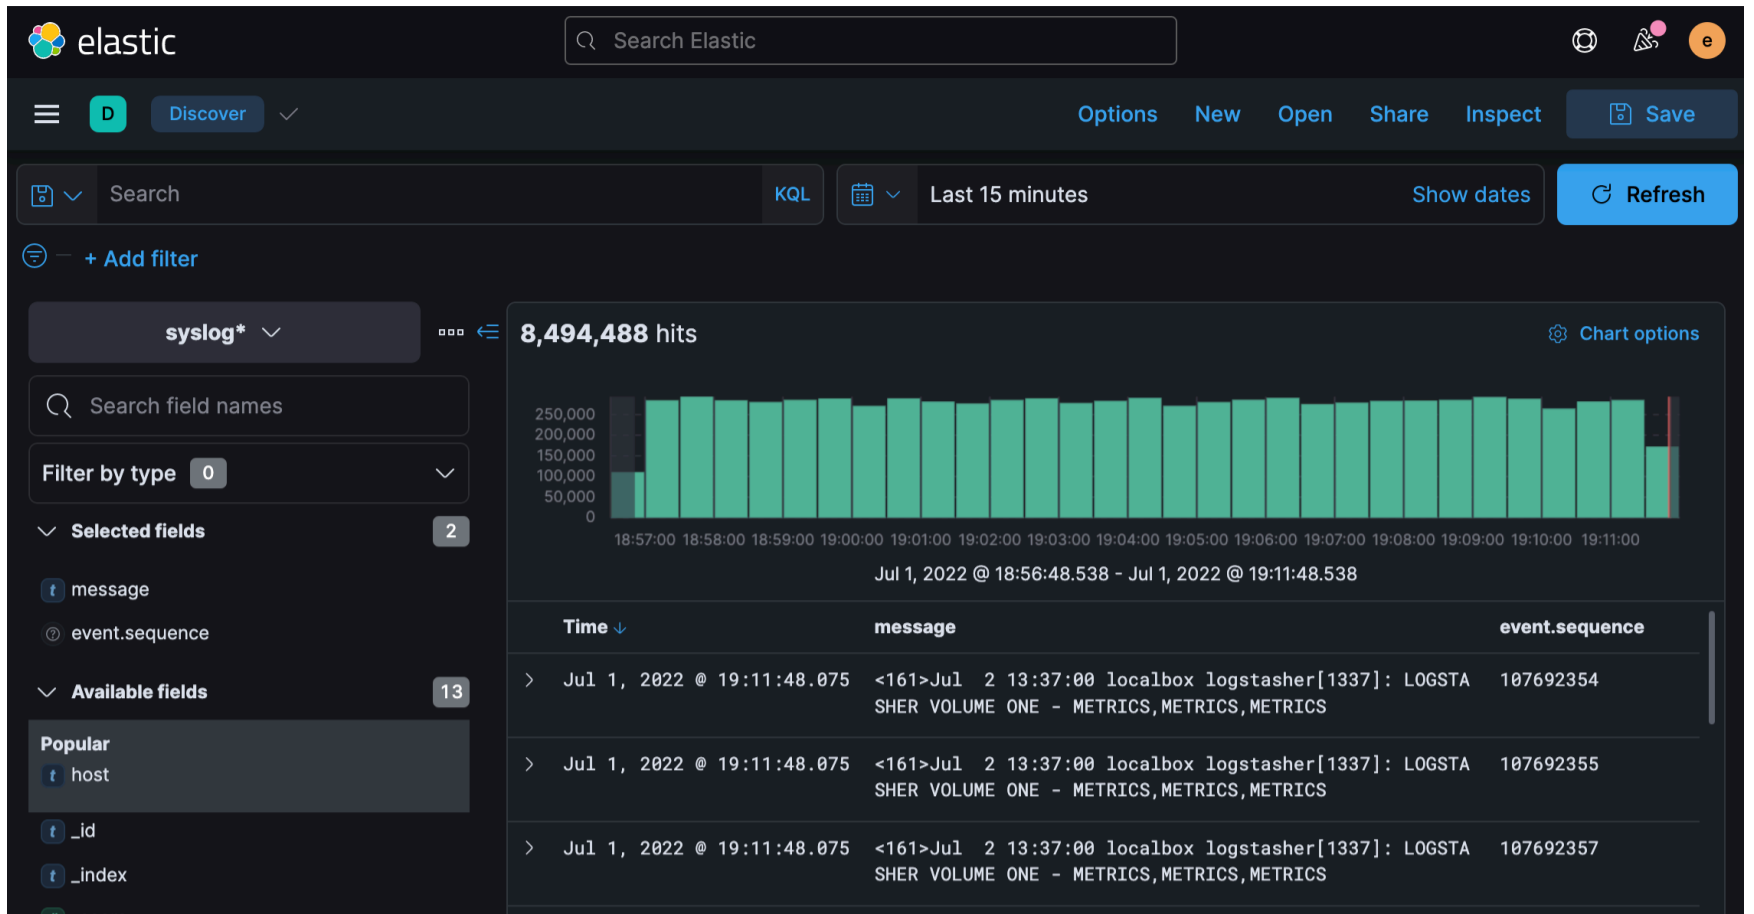 elastic
Search Elastic
e
D
Discover
Options New Open Share Inspect Save
Search
KQL
Last 15 minutes
Show dates
Refresh
+ Add filter
syslog*
Search field names
Filter by type 0
Selected fields 2
t message
? event.sequence
Available fields 13
Popular
t host
t _id
t _index
8,494,488 hits
Chart options
250,000
200,000
150,000
100,000
50,000
0
18:57:00 18:58:00 18:59:00 19:00:00 19:01:00 19:02:00 19:03:00 19:04:00 19:05:00 19:06:00 19:07:00 19:08:00 19:09:00 19:10:00 19:11:00
Jul 1, 2022 @ 18:56:48.538 - Jul 1, 2022 @ 19:11:48.538
Time message event.sequence
Jul 1, 2022 @ 19:11:48.075 <161>Jul  2 13:37:00 localbox logstasher[1337]: LOGSTA 107692354
SHER VOLUME ONE - METRICS,METRICS,METRICS
Jul 1, 2022 @ 19:11:48.075 <161>Jul  2 13:37:00 localbox logstasher[1337]: LOGSTA 107692355
SHER VOLUME ONE - METRICS,METRICS,METRICS
Jul 1, 2022 @ 19:11:48.075 <161>Jul  2 13:37:00 localbox logstasher[1337]: LOGSTA 107692357
SHER VOLUME ONE - METRICS,METRICS,METRICS